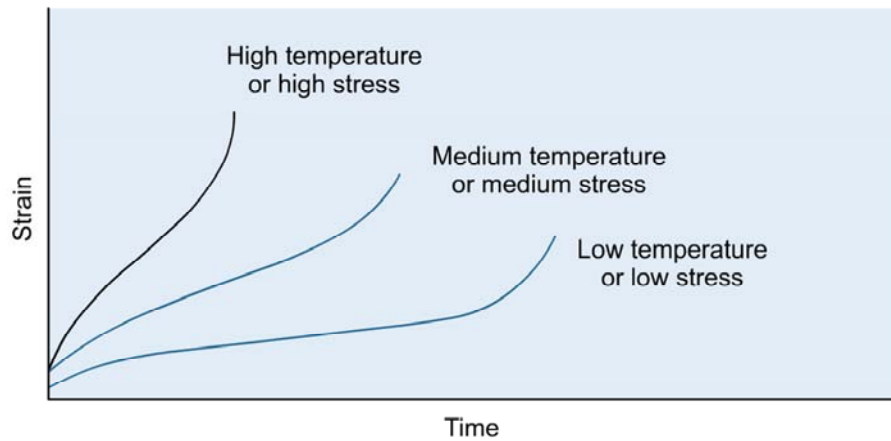 High temperature
or high stress
Medium temperature
or medium stress
Low temperature
or low stress
Strain
Time